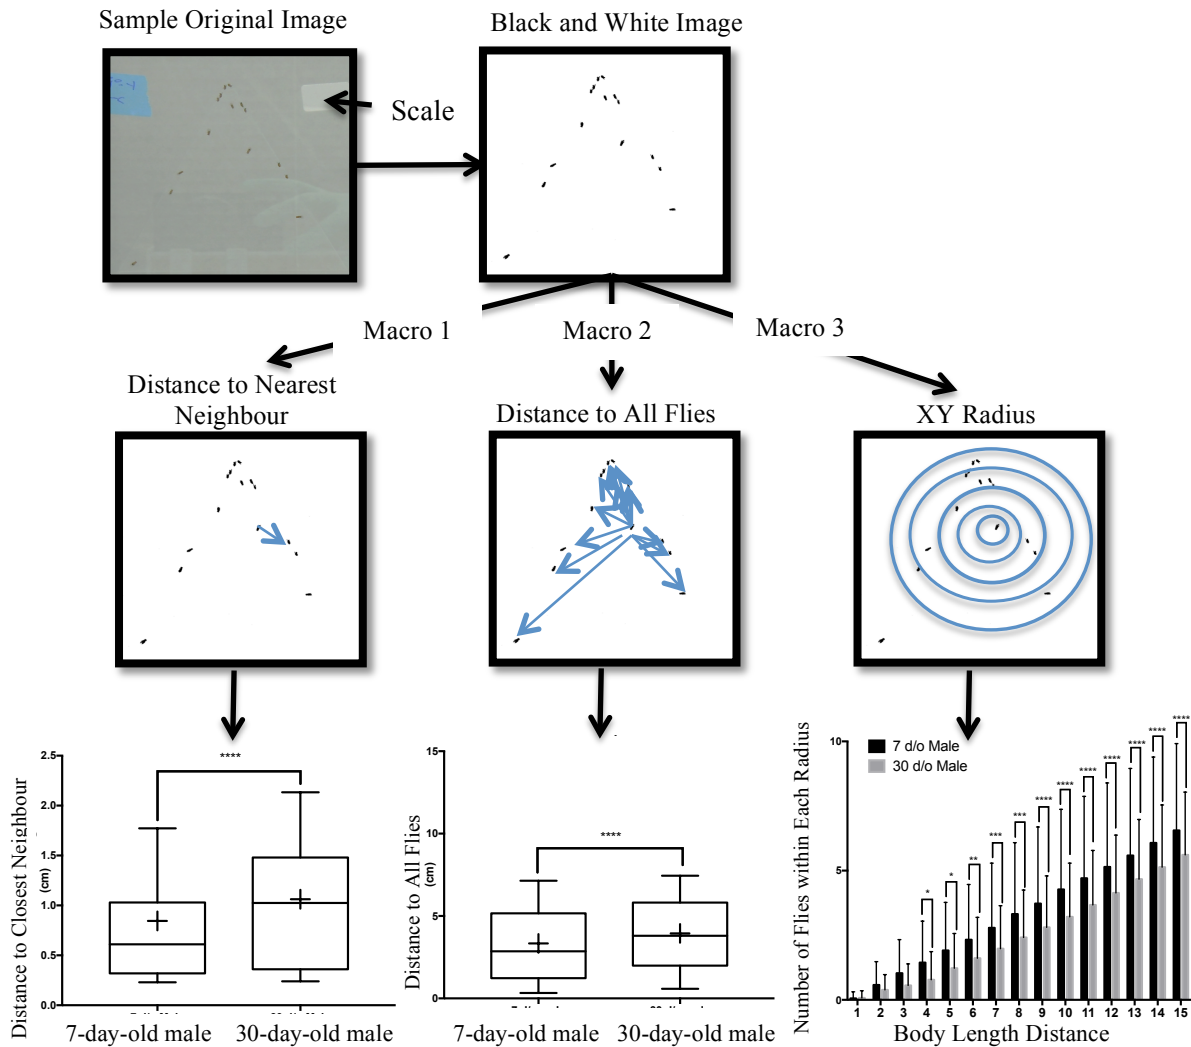 Sample Original Image
Black and White Image
Scale
Macro 1
Macro 2
Macro 3
Distance to Nearest
Neighbour
Distance to All Flies
XY Radius
Distance to Closest Neighbour
(cm)
2.5
2.0
1.5
1.0
0.5
0.0
****
7-day-old male
30-day-old male
Distance to All Flies
(cm)
15
10
5
0
****
7-day-old male
30-day-old male
Number of Flies within Each Radius
10
5
0
7 d/o Male
30 d/o Male
*
*
**
***
***
****
****
****
****
****
****
****
1 2 3 4 5 6 7 8 9 10 11 12 13 14 15
Body Length Distance